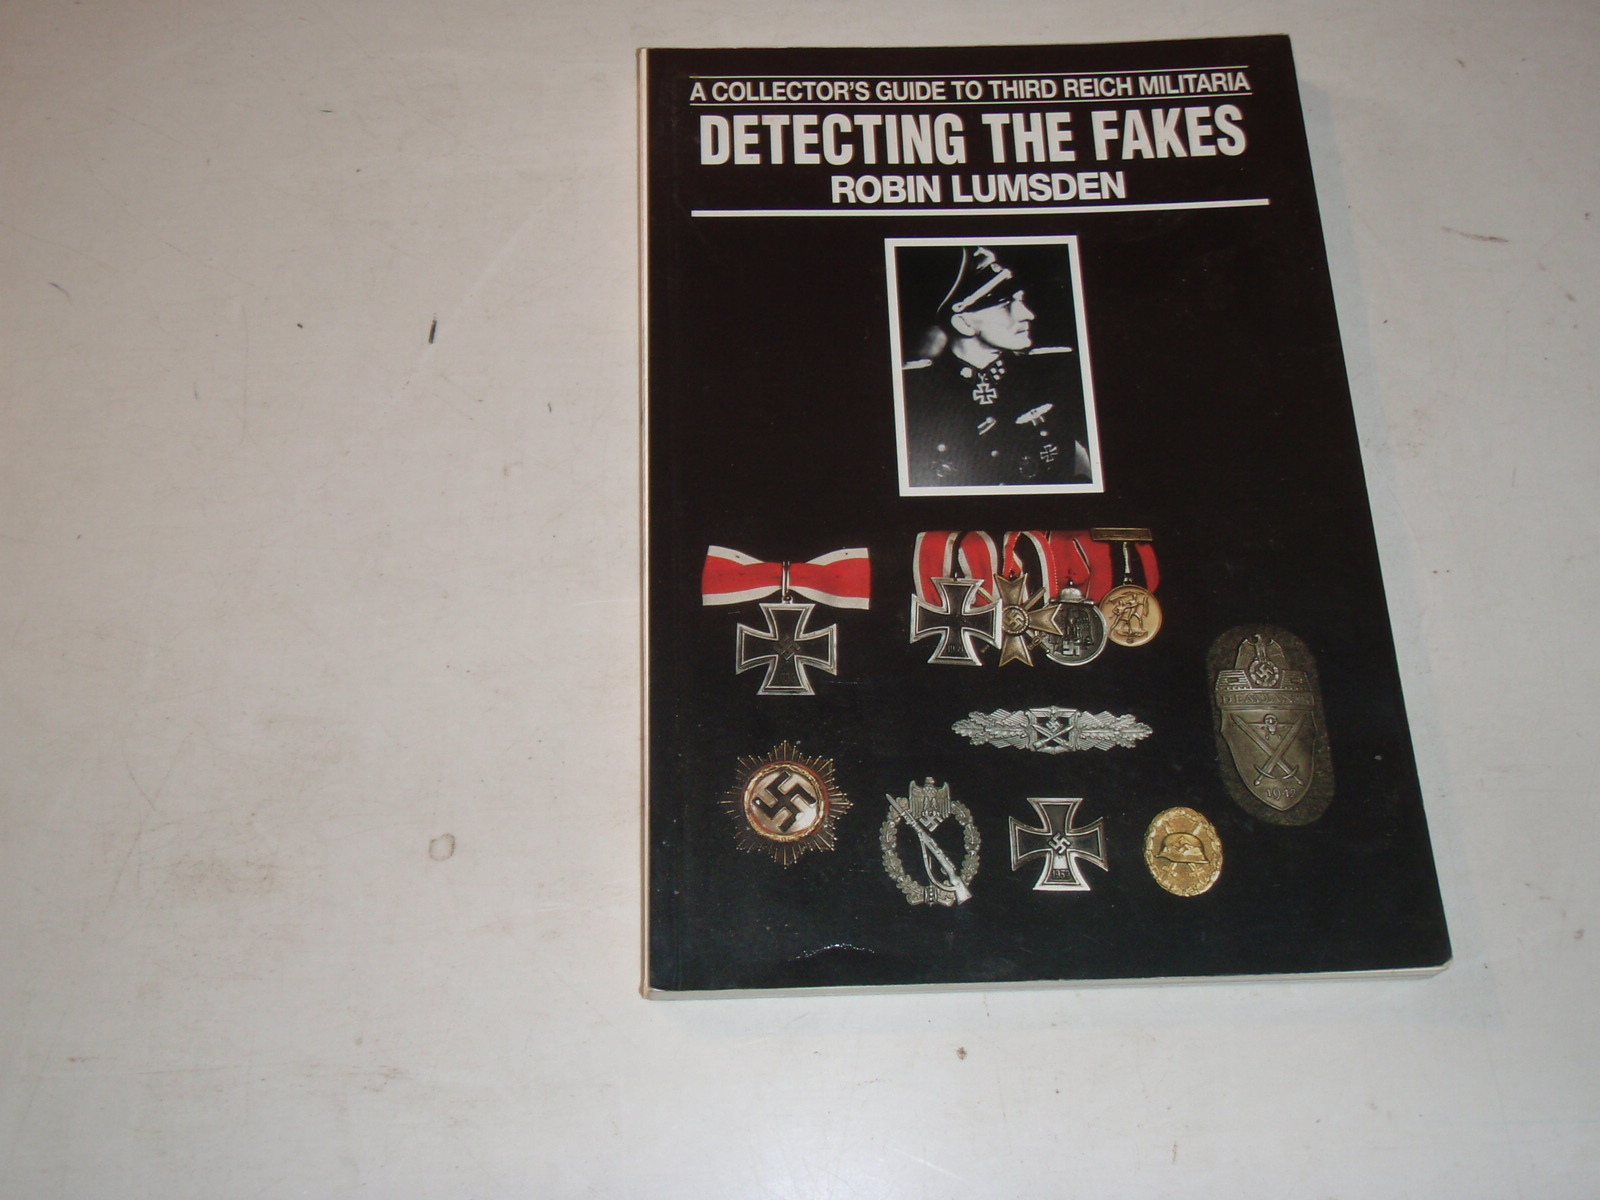 A COLLECTOR'S GUIDE TO THIRD REICH MILITARIA
DETECTING THE FAKES
ROBIN LUMSDEN